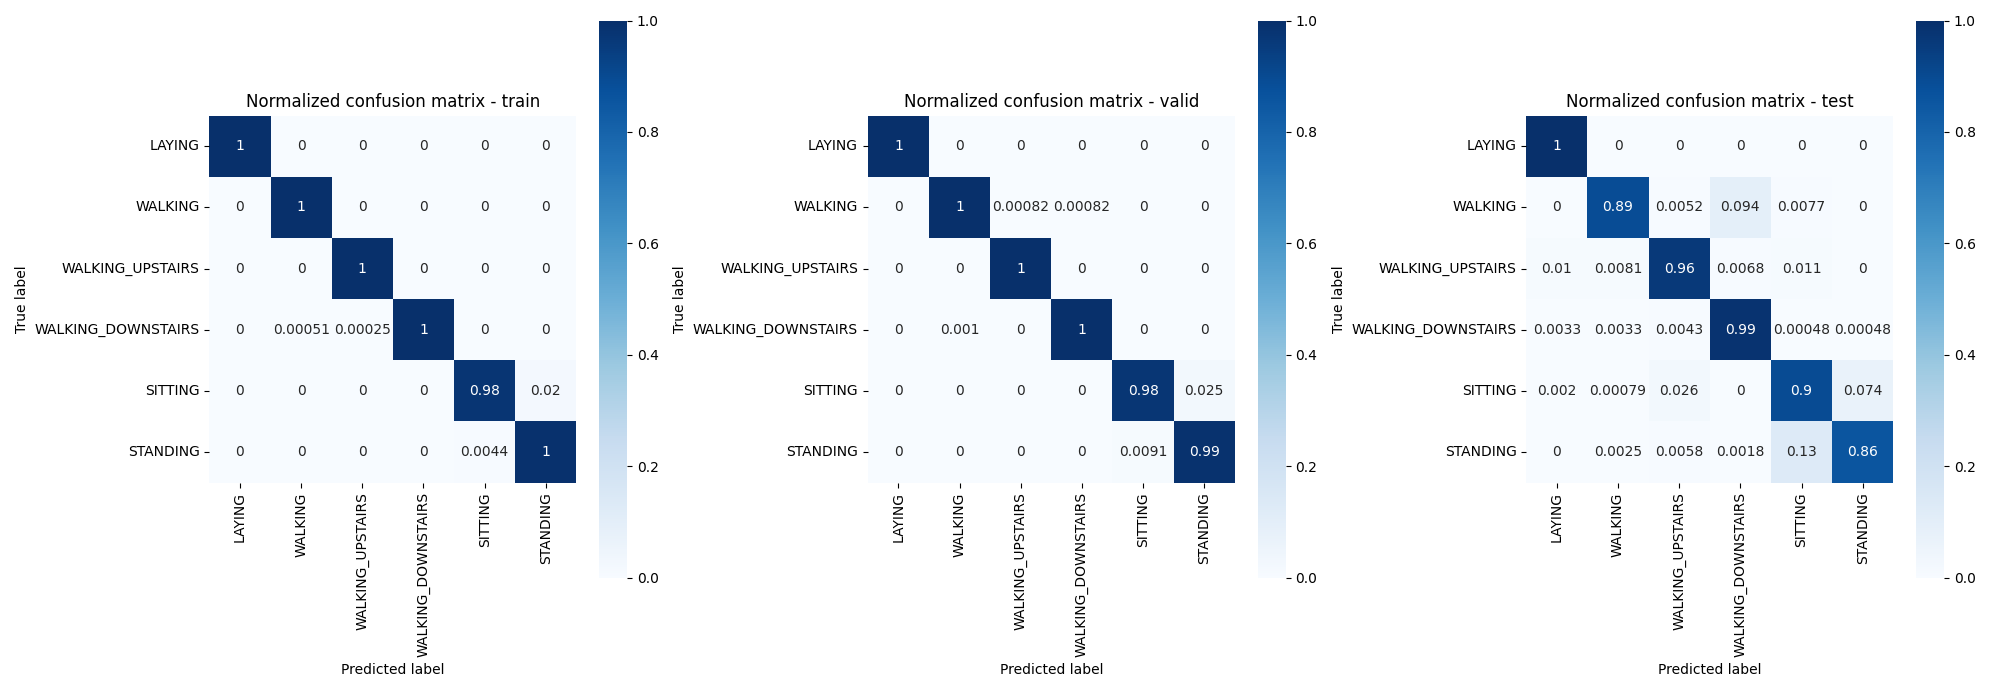 Normalized confusion matrix - train
True label
LAYING 1 0 0 0 0 0
WALKING 0 1 0 0 0 0
WALKING_UPSTAIRS 0 0 1 0 0 0
WALKING_DOWNSTAIRS 0 0.00051 0.00025 1 0 0
SITTING 0 0 0 0 0.98 0.02
STANDING 0 0 0 0 0.0044 1
LAYING WALKING WALKING_UPSTAIRS WALKING_DOWNSTAIRS SITTING STANDING
Predicted label
1.0
0.8
0.6
0.4
0.2
0.0
Normalized confusion matrix - valid
True label
LAYING 1 0 0 0 0 0
WALKING 0 1 0.00082 0.00082 0 0
WALKING_UPSTAIRS 0 0 1 0 0 0
WALKING_DOWNSTAIRS 0 0.001 0 1 0 0
SITTING 0 0 0 0 0.98 0.025
STANDING 0 0 0 0 0.0091 0.99
LAYING WALKING WALKING_UPSTAIRS WALKING_DOWNSTAIRS SITTING STANDING
Predicted label
1.0
0.8
0.6
0.4
0.2
0.0
Normalized confusion matrix - test
True label
LAYING 1 0 0 0 0 0
WALKING 0 0.89 0.0052 0.094 0.0077 0
WALKING_UPSTAIRS 0.01 0.0081 0.96 0.0068 0.011 0
WALKING_DOWNSTAIRS 0.0033 0.0033 0.0043 0.99 0.00048 0.00048
SITTING 0.002 0.00079 0.026 0 0.9 0.074
STANDING 0 0.0025 0.0058 0.0018 0.13 0.86
LAYING WALKING WALKING_UPSTAIRS WALKING_DOWNSTAIRS SITTING STANDING
Predicted label
1.0
0.8
0.6
0.4
0.2
0.0